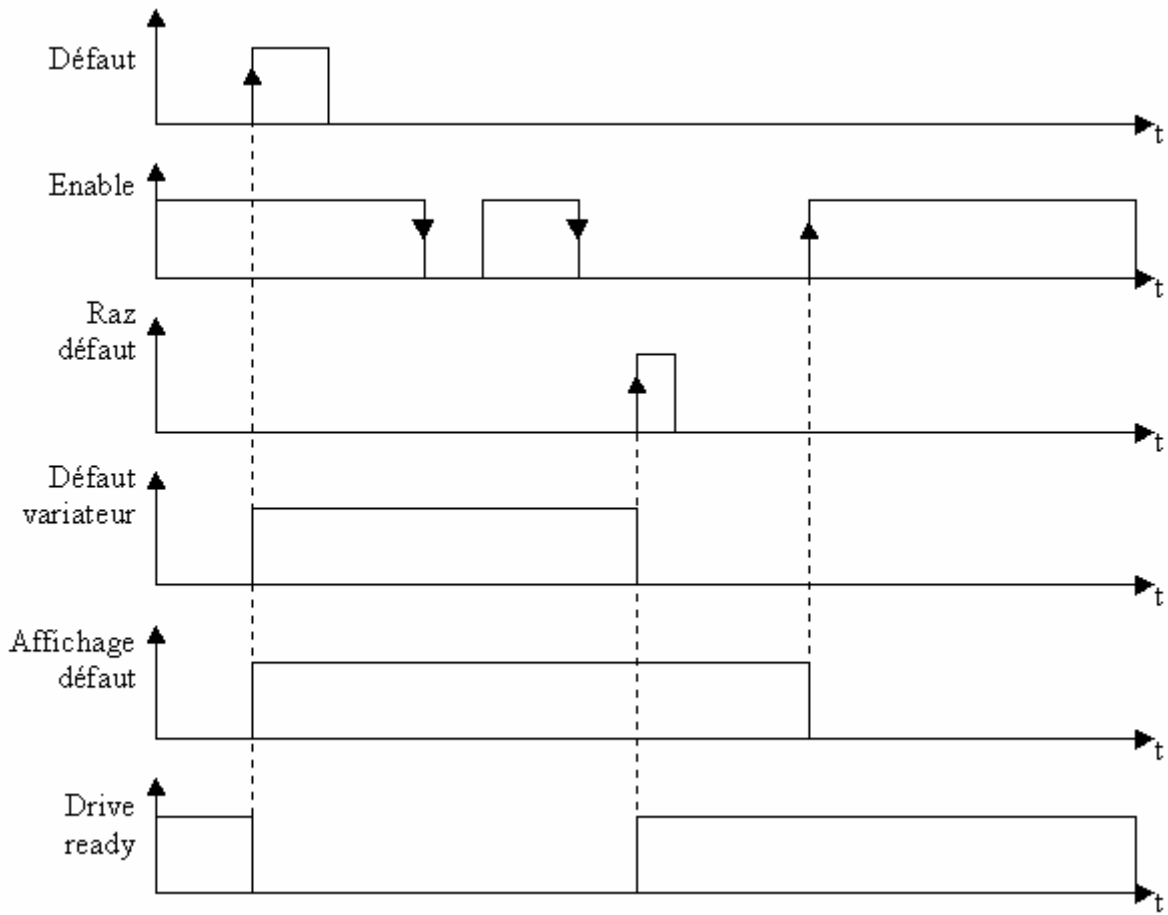 Défaut
t
Enable
t
Raz
défaut
t
Défaut
variateur
t
Affichage
défaut
t
Drive
ready
t